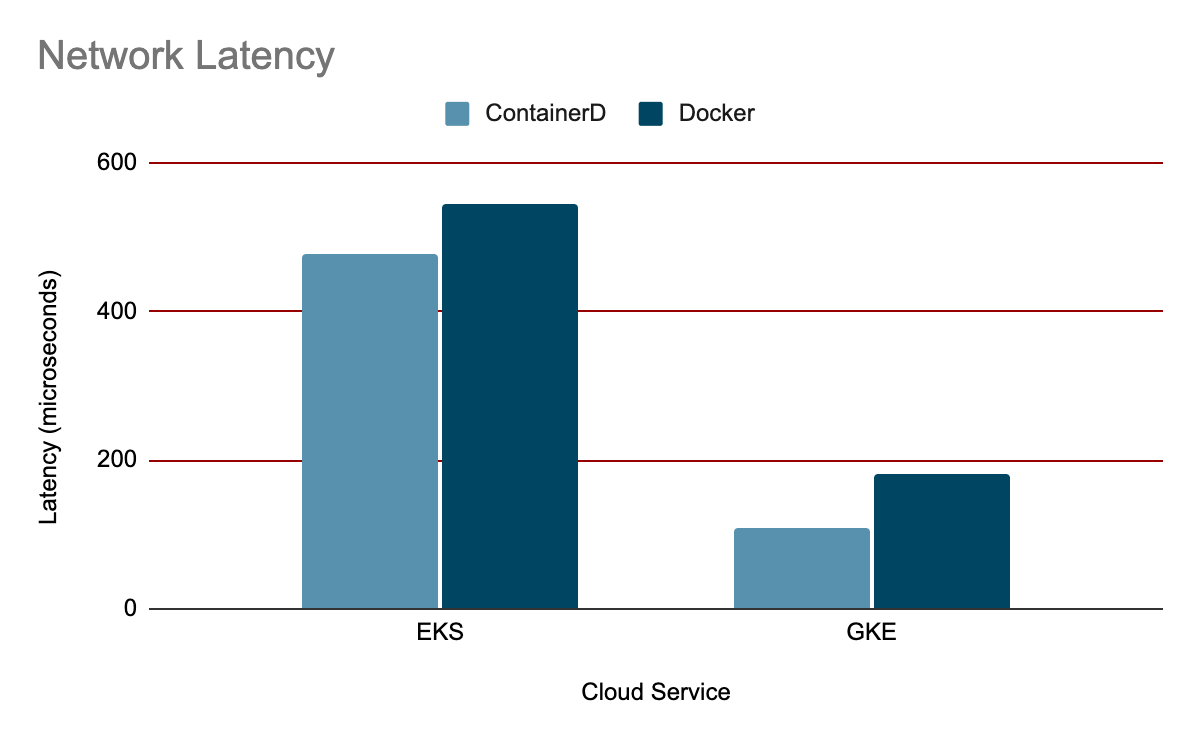 Network Latency
ContainerD
Docker
600
400
200
0
Latency (microseconds)
EKS
GKE
Cloud Service